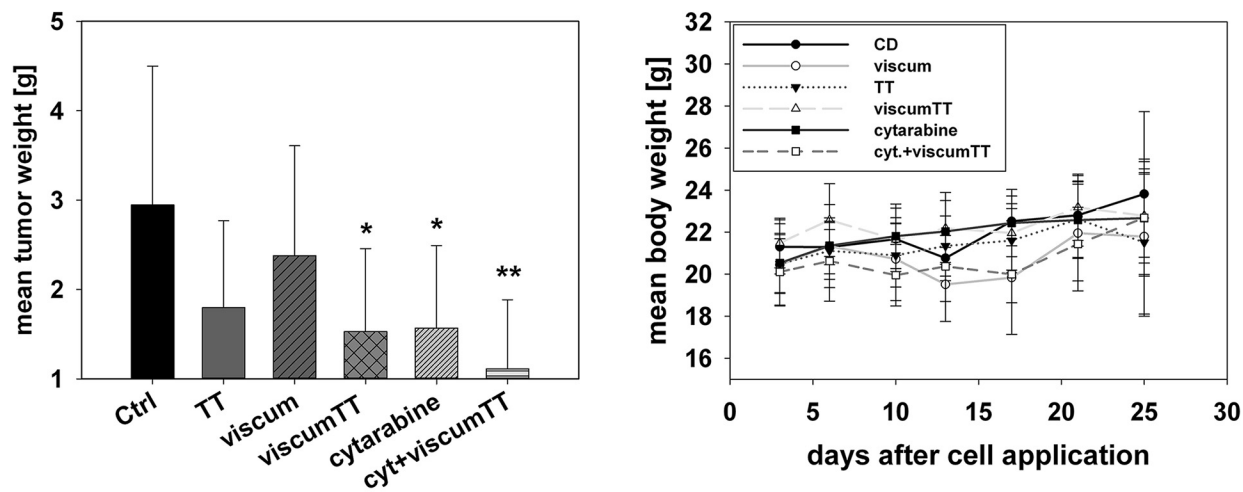 mean tumor weight [g]
5
4
3
2
1
*
*
**
Ctrl
TT
viscum
viscumTT
cytarabine
cyt+viscumTT
mean body weight [g]
32
30
28
26
24
22
20
18
16
CD
viscum
TT
viscumTT
cytarabine
cyt.+viscumTT
0 5 10 15 20 25 30
days after cell application